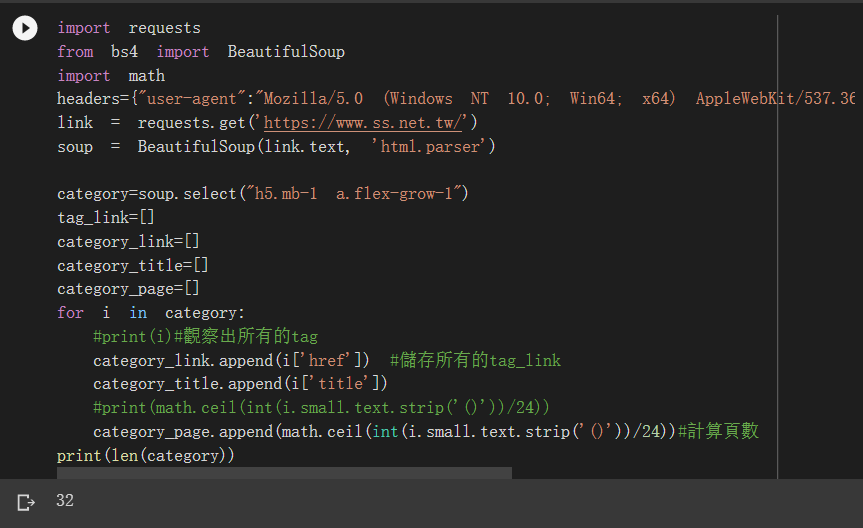 import requests
from bs4 import BeautifulSoup
import math
headers={"user-agent":"Mozilla/5.0 (Windows NT 10.0; Win64; x64) AppleWebKit/537.36
link = requests.get('https://www.ss.net.tw/')
soup = BeautifulSoup(link.text, 'html.parser')
category=soup.select("h5.mb-1 a.flex-grow-1")
tag_link=[]
category_link=[]
category_title=[]
category_page=[]
for i in category:
    #print(i)#觀察出所有的tag
    category_link.append(i['href']) #儲存所有的tag_link
    category_title.append(i['title'])
    #print(math.ceil(int(i.small.text.strip('()'))/24))
    category_page.append(math.ceil(int(i.small.text.strip('()'))/24))#計算頁數
print(len(category))
32